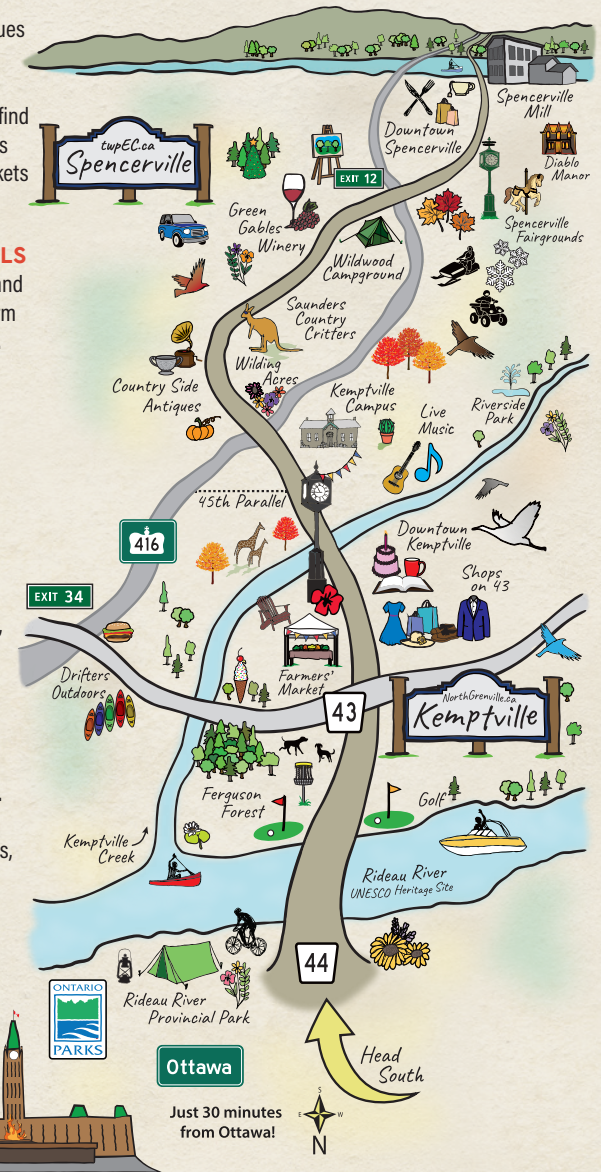 ues
find
s
kets
LS
and
rm
s,
Spencerville
Mill
Downtown
Spencerville
twpEC.ca
Spencerville
Diablo
Manor
EXIT 12
Green
Gables
Winery
Spencerville
Fairgrounds
Wildwood
Campground
Saunders
Country
Critters
Wilding
Acres
Country Side
Antiques
Kemptville
Campus
Live
Music
Riverside
Park
45th Parallel
416
Downtown
Kemptville
Shops
on 43
EXIT 34
Drifters
Outdoors
Farmers'
Market
43
NorthGrenville.ca
Kemptville
Ferguson
Forest
Golf
Kemptville
Creek
Rideau River
UNESCO Heritage Site
44
Rideau River
Provincial Park
ONTARIO
PARKS
Ottawa
Head
South
Just 30 minutes
from Ottawa!
S
E W
N